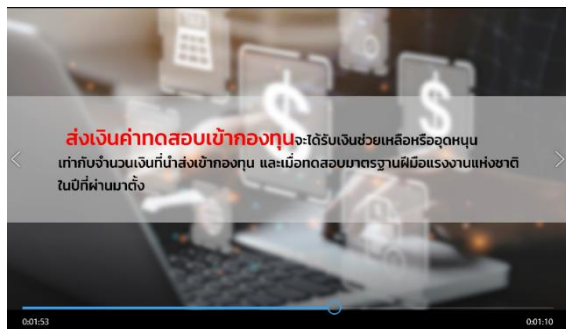 ส่งเงินค่าทดสอบเข้ากองทุนจะได้รับเงินช่วยเหลือหรืออุดหนุน
เท่ากับจำนวนเงินที่นำส่งเข้ากองทุน และเมื่อทดสอบมาตรฐานฝีมือแรงงานแห่งชาติ
ในปีที่ผ่านมาตั้ง
0:01:53
0:01:10